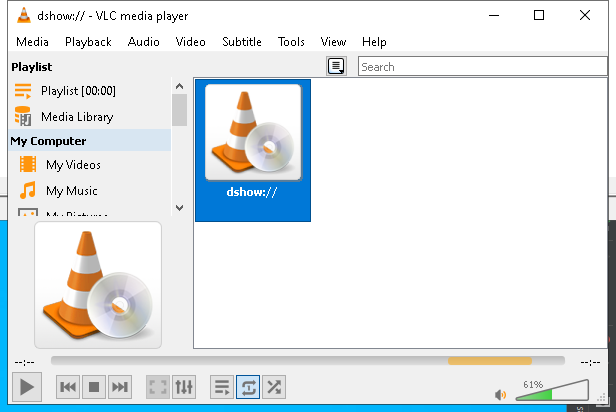 dshow:// - VLC media player
Media Playback Audio Video Subtitle Tools View Help
Playlist
Search
Playlist [00:00]
Media Library
My Computer
My Videos
My Music
My Pictures
dshow://
--:--
--:--
61%